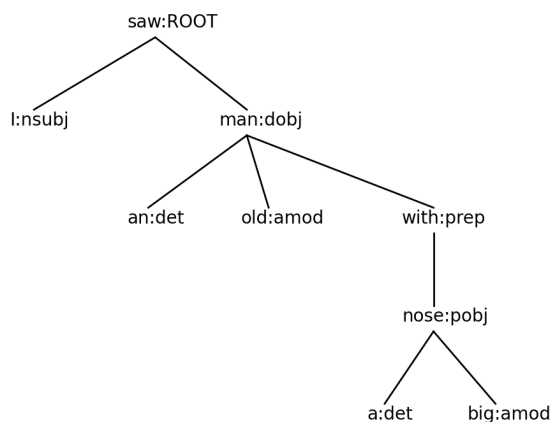 saw:ROOT
I:nsubj man:dobj
an:det old:amod with:prep
nose:pobj
a:det big:amod